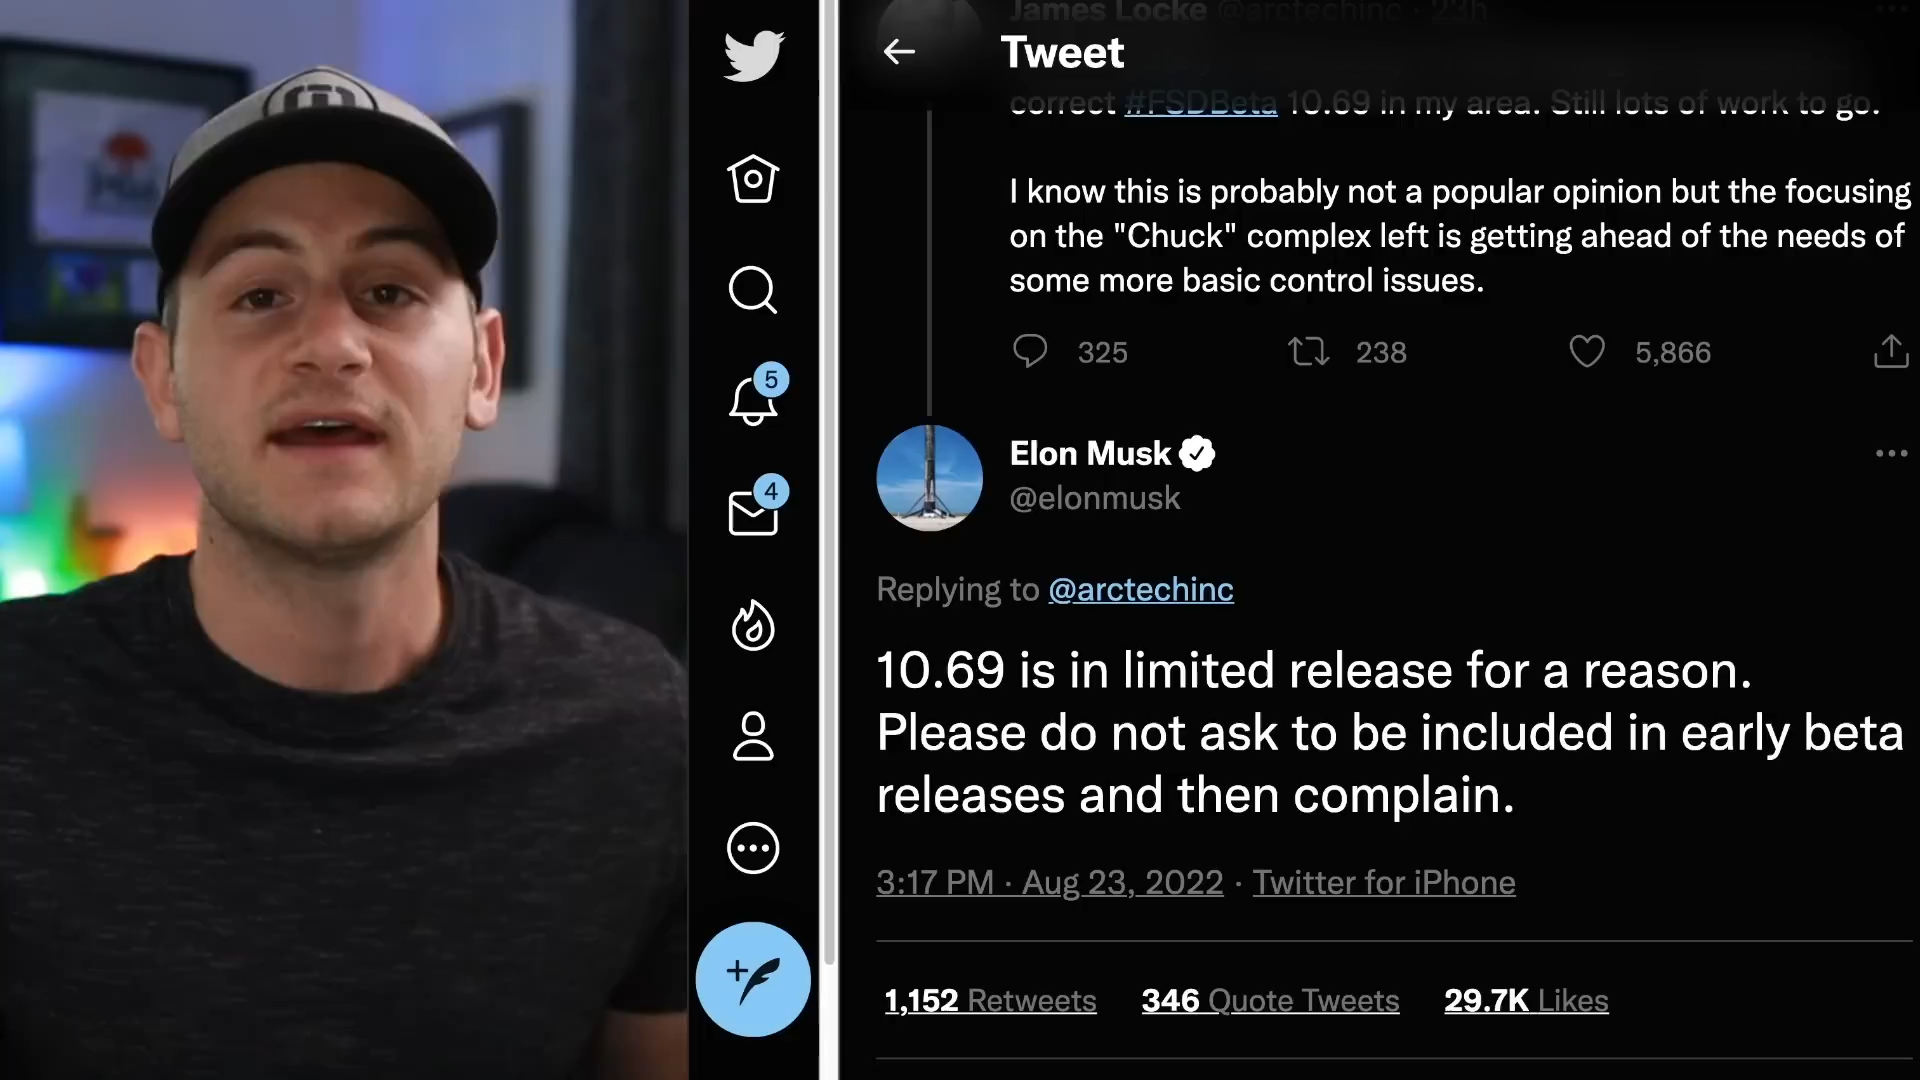 James Locke @arctechinc · 23h
Tweet
correct #FSDBeta 10.69 in my area. Still lots of work to go.
I know this is probably not a popular opinion but the focusing
on the "Chuck" complex left is getting ahead of the needs of
some more basic control issues.
325 238 5,866
5
Elon Musk
@elonmusk
4
Replying to @arctechinc
10.69 is in limited release for a reason.
Please do not ask to be included in early beta
releases and then complain.
3:17 PM · Aug 23, 2022 · Twitter for iPhone
1,152 Retweets 346 Quote Tweets 29.7K Likes